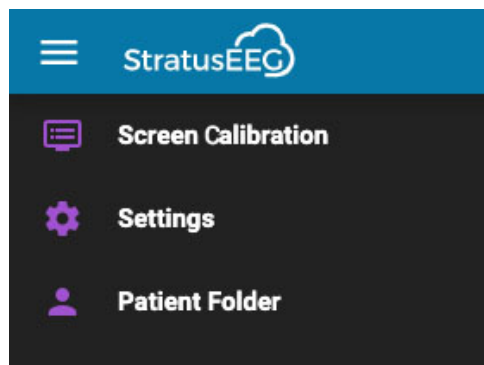 StratusEEG
Screen Calibration
Settings
Patient Folder